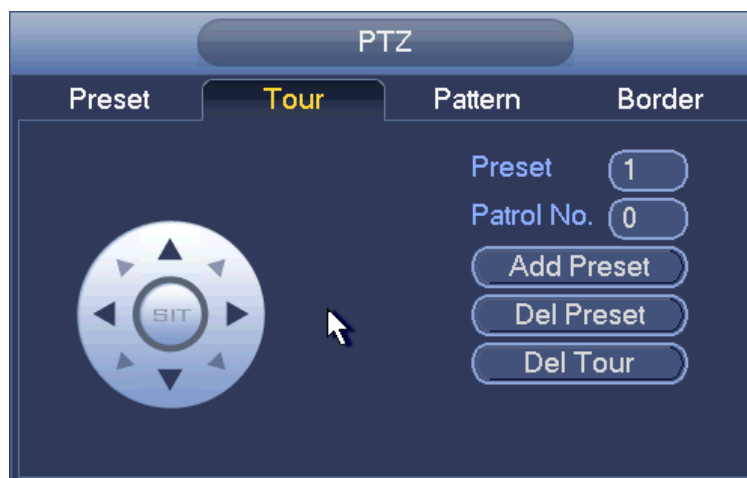 PTZ
Preset Tour Pattern Border
Preset 1
Patrol No. 0
Add Preset
SIT Del Preset
Del Tour